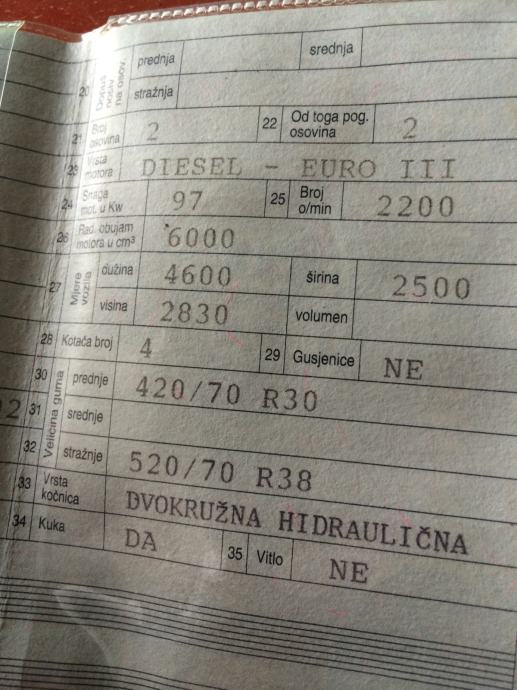 20 Dopuš. nosiv. na osov. prednja srednja
stražnja
21 Broj osovina 2 22 Od toga pog. osovina 2
23 Vrsta motora DIESEL - EURO III
24 Snaga mot. u Kw 97 25 Broj o/min 2200
26 Rad. obujam motora u cm³ 6000
27 Mjere vozila dužina 4600 širina 2500
visina 2830 volumen
28 Kotača broj 4 29 Gusjenice NE
30 Veličina guma prednje 420/70 R30
31 srednje
32 stražnje 520/70 R38
33 Vrsta kočnica DVOKRUŽNA HIDRAULIČNA
34 Kuka DA 35 Vitlo NE